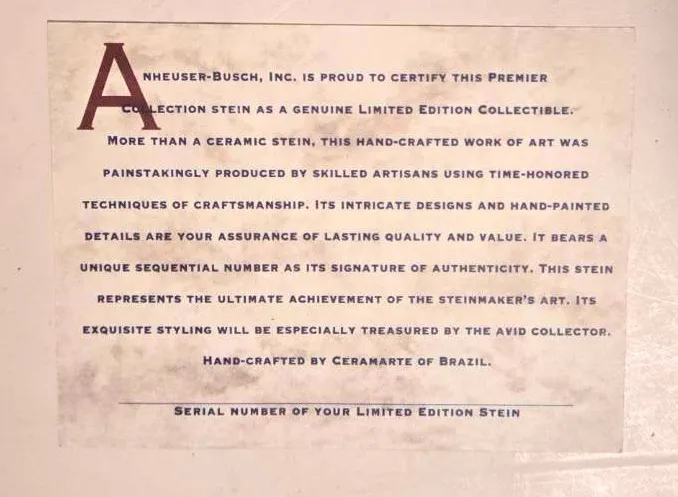 Anheuser-Busch, Inc. is proud to certify this Premier
Collection stein as a genuine Limited Edition Collectible.
More than a ceramic stein, this hand-crafted work of art was
painstakingly produced by skilled artisans using time-honored
techniques of craftsmanship. Its intricate designs and hand-painted
details are your assurance of lasting quality and value. It bears a
unique sequential number as its signature of authenticity. This stein
represents the ultimate achievement of the steinmaker's art. Its
exquisite styling will be especially treasured by the avid collector.
Hand-crafted by Ceramarte of Brazil.
Serial number of your Limited Edition Stein